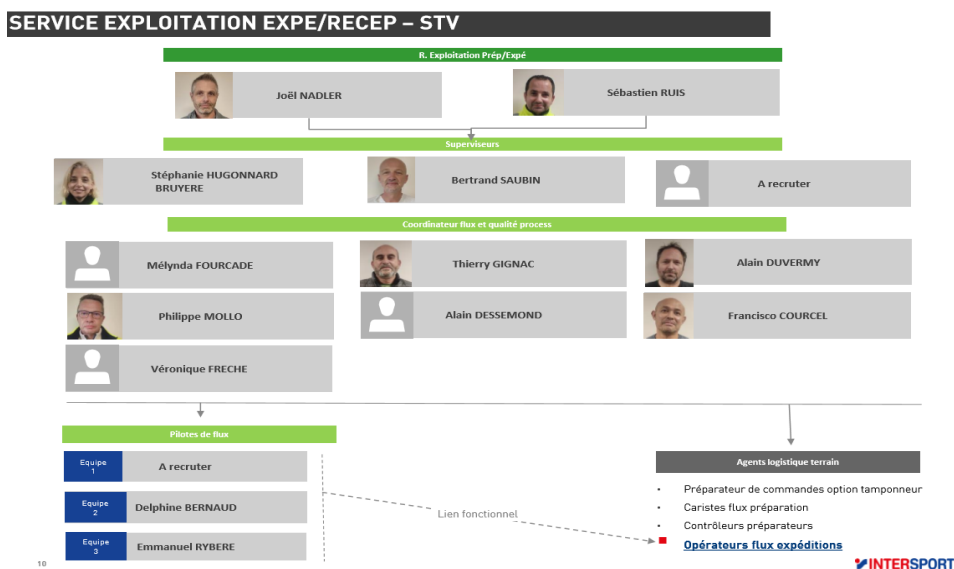 SERVICE EXPLOITATION EXPE/RECEP – STV
R. Exploitation Prép/Expé
Joël NADLER
Sébastien RUIS
Superviseurs
Stéphanie HUGONNARD
BRUYERE
Bertrand SAUBIN
A recruter
Coordinateur flux et qualité process
Mélynda FOURCADE
Thierry GIGNAC
Alain DUVERMY
Philippe MOLLO
Alain DESSEMOND
Francisco COURCEL
Véronique FRECHE
Pilotes de flux
Equipe
1
A recruter
Equipe
2
Delphine BERNAUD
Equipe
3
Emmanuel RYBERE
Lien fonctionnel
Agents logistique terrain
• Préparateur de commandes option tamponneur
• Caristes flux préparation
• Contrôleurs préparateurs
Opérateurs flux expéditions
10
INTERSPORT